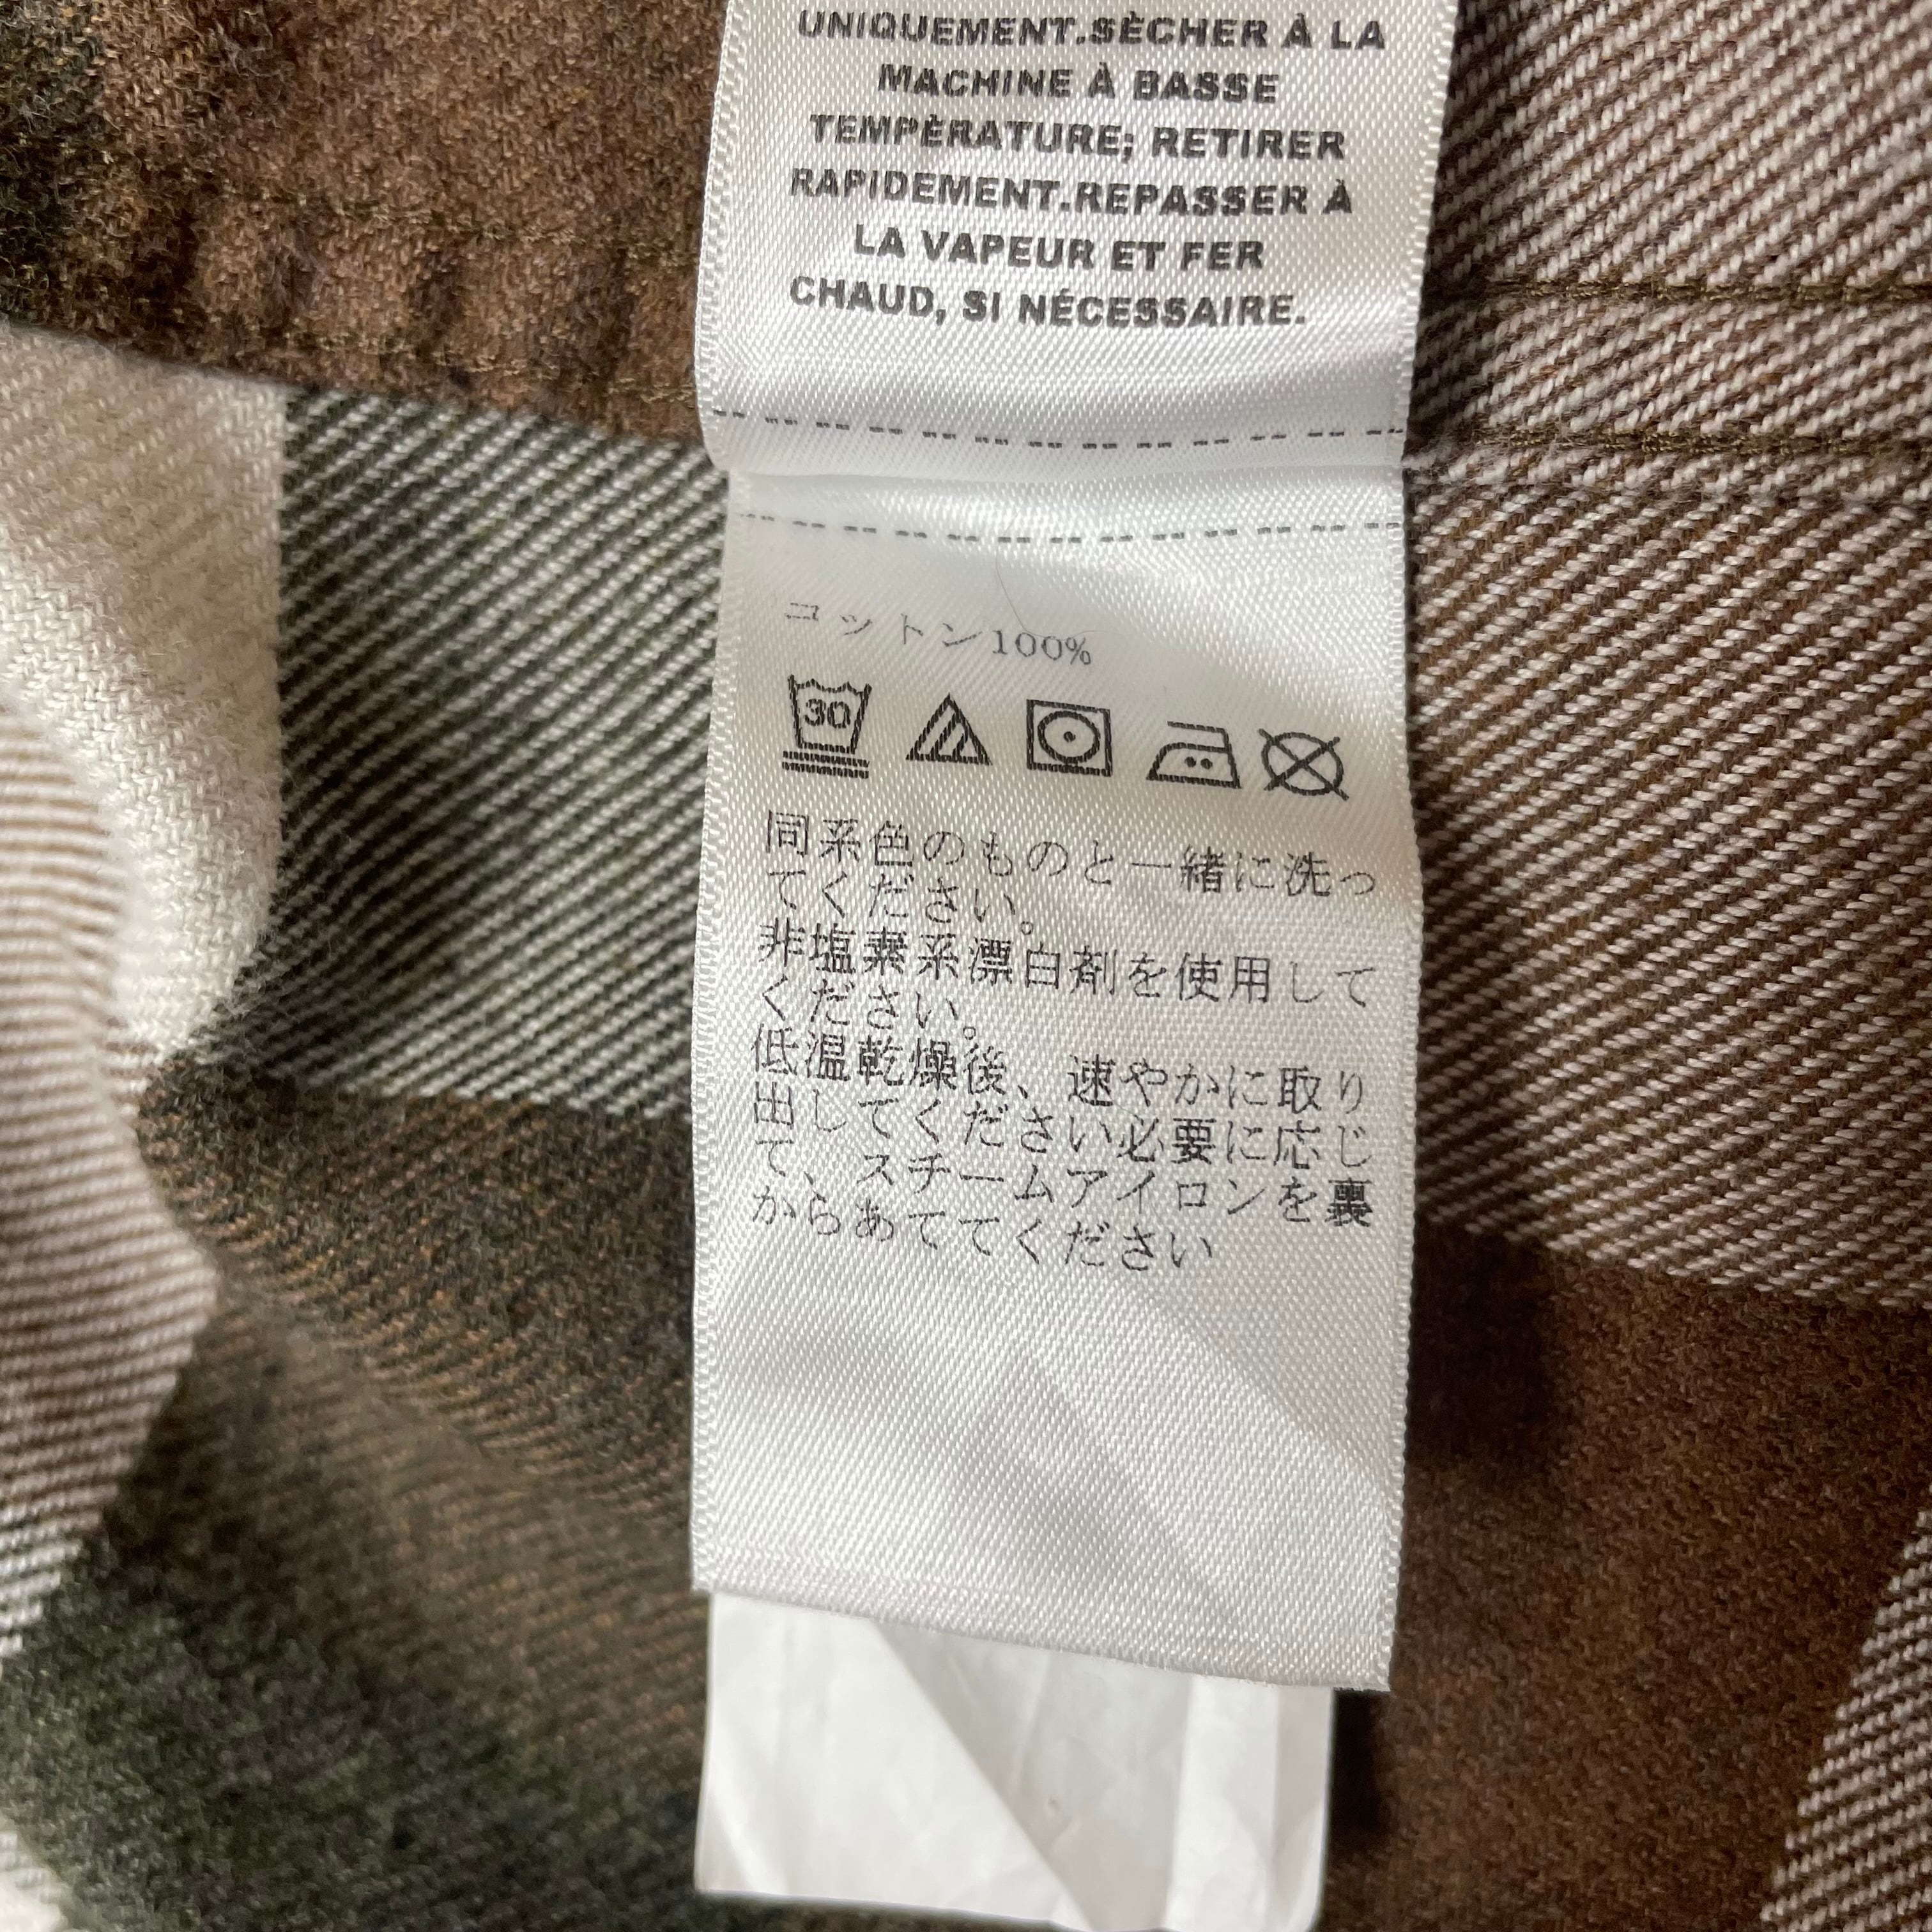 UNIQUEMENT.SÈCHER À LA
MACHINE À BASSE
TEMPÈRATURE; RETIRER
RAPIDEMENT.REPASSER À
LA VAPEUR ET FER
CHAUD, SI NÉCESSAIRE.
コットン100%
30
同系色のものと一緒に洗っ
てください。
非塩素系漂白剤を使用して
ください。
低温乾燥後、速やかに取り
出してください必要に応じ
て、スチームアイロンを裏
からあててください